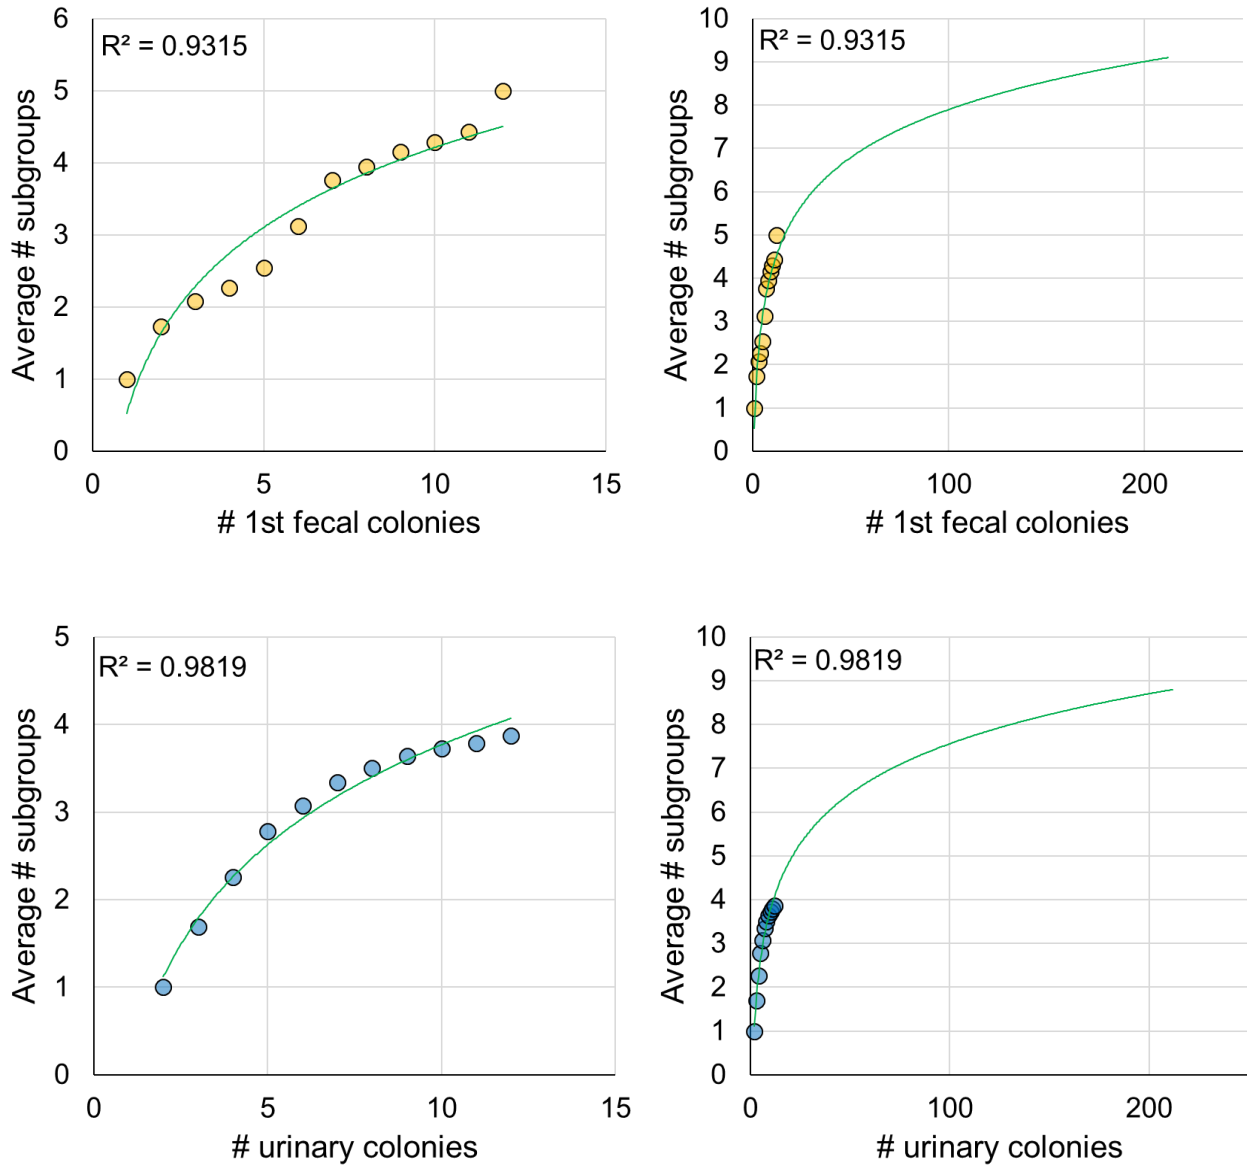 R² = 0.9315
Average # subgroups
6
5
4
3
2
1
0
0 5 10 15
# 1st fecal colonies
R² = 0.9315
Average # subgroups
10
9
8
7
6
5
4
3
2
1
0
0 100 200
# 1st fecal colonies
R² = 0.9819
Average # subgroups
5
4
3
2
1
0
0 5 10 15
# urinary colonies
R² = 0.9819
Average # subgroups
10
9
8
7
6
5
4
3
2
1
0
0 100 200
# urinary colonies